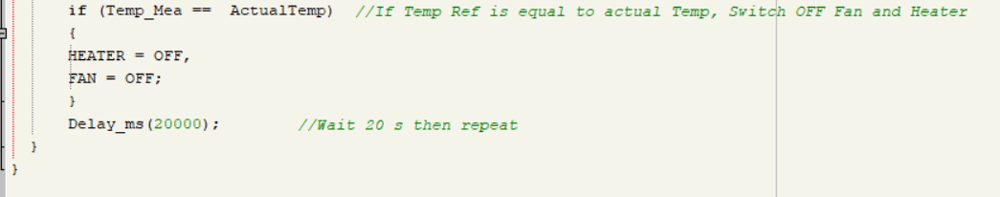 if (Temp_Mea ==  ActualTemp)  //If Temp Ref is equal to actual Temp, Switch OFF Fan and Heater
{
HEATER = OFF,
FAN = OFF;
}
Delay_ms(20000);        //Wait 20 s then repeat
}
}